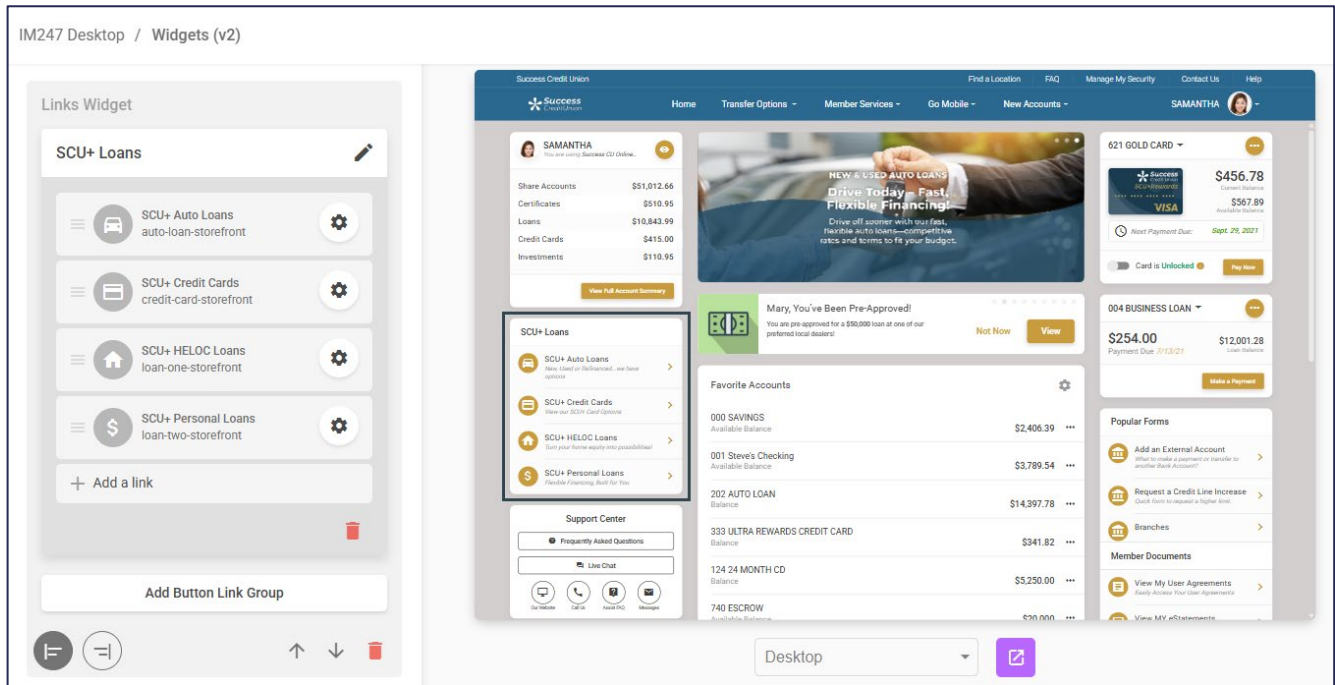 IM247 Desktop / Widgets (v2)
Links Widget
SCU+ Loans
SCU+ Auto Loans
auto-loan-storefront
SCU+ Credit Cards
credit-card-storefront
SCU+ HELOC Loans
loan-one-storefront
SCU+ Personal Loans
loan-two-storefront
+ Add a link
Add Button Link Group
Success Credit Union
Find a Location FAQ Manage My Security Contact Us Help
Success
CreditUnion
Home Transfer Options Member Services Go Mobile New Accounts
SAMANTHA
SAMANTHA
You are using Success CU Online.
Share Accounts $51,012.66
Certificates $510.95
Loans $10,843.99
Credit Cards $415.00
Investments $110.95
View Full Account Summary
SCU+ Loans
SCU+ Auto Loans
New, Used or Refinanced...we have
options
SCU+ Credit Cards
View our SCU+ Card Options
SCU+ HELOC Loans
Turn your home equity into possibilities!
SCU+ Personal Loans
Flexible Financing, Built for You
Support Center
Frequently Asked Questions
Live Chat
Our Website Call Us Assist FAQ Messages
NEW & USED AUTO LOANS
Drive Today—Fast,
Flexible Financing!
Drive off sooner with our fast,
flexible auto loans—competitive
rates and terms to fit your budget.
Mary, You've Been Pre-Approved!
You are pre-approved for a $50,000 loan at one of our
preferred local dealers!
Not Now View
Favorite Accounts
000 SAVINGS
Available Balance $2,406.39
001 Steve's Checking
Available Balance $3,789.54
202 AUTO LOAN
Balance $14,397.78
333 ULTRA REWARDS CREDIT CARD
Balance $341.82
124 24 MONTH CD
Balance $5,250.00
740 ESCROW
Available Balance $20,000
621 GOLD CARD
Success
CreditUnion
SCU+Rewards
VISA
$456.78
Current Balance
$567.89
Available Balance
Next Payment Due: Sept. 29, 2021
Card is Unlocked Pay Now
004 BUSINESS LOAN
$254.00 $12,001.28
Payment Due 7/13/21 Loan Balance
Make a Payment
Popular Forms
Add an External Account
What to make a payment or transfer to
another Bank Account?
Request a Credit Line Increase
Quick form to request a higher limit.
Branches
Member Documents
View My User Agreements
Easily Access Your User Agreements
View MY eStatements
Desktop